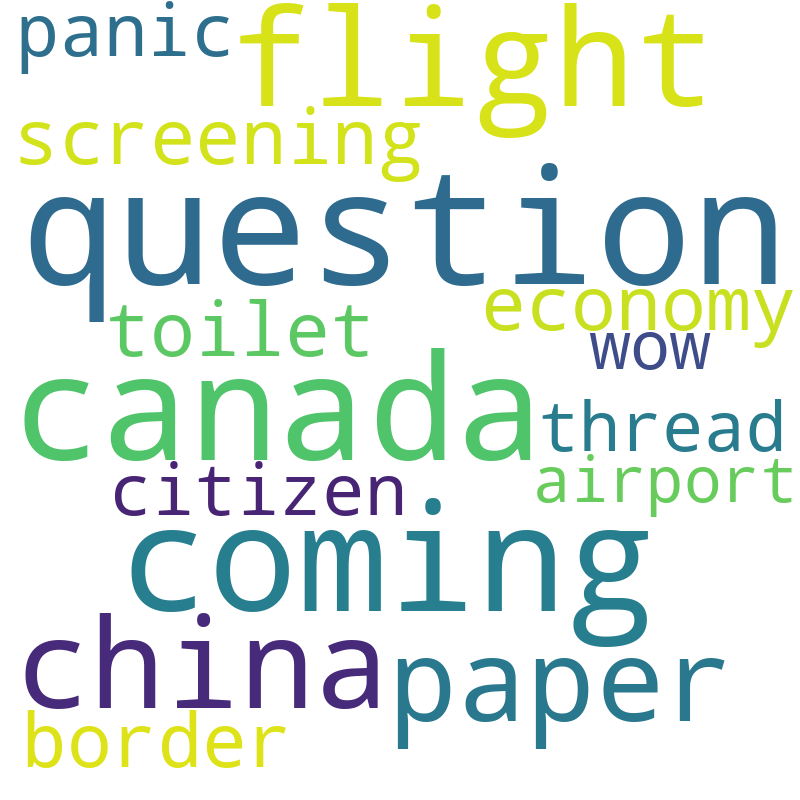 panic flight
screening
question
economy
toilet wow
canada thread
citizen airport
coming
china paper
border